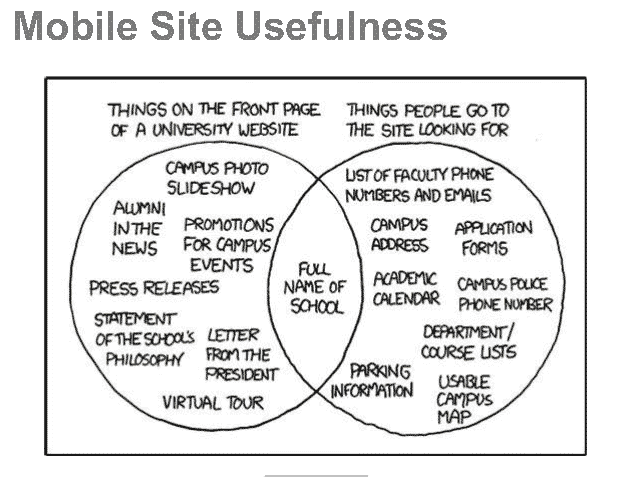 Mobile Site Usefulness
THINGS ON THE FRONT PAGE
OF A UNIVERSITY WEBSITE
THINGS PEOPLE GO TO
THE SITE LOOKING FOR
CAMPUS PHOTO
SLIDESHOW
ALUMNI
IN THE
NEWS
PROMOTIONS
FOR CAMPUS
EVENTS
PRESS RELEASES
STATEMENT
OF THE SCHOOL'S
PHILOSOPHY
LETTER
FROM THE
PRESIDENT
VIRTUAL TOUR
FULL
NAME OF
SCHOOL
LIST OF FACULTY PHONE
NUMBERS AND EMAILS
CAMPUS
ADDRESS
APPLICATION
FORMS
ACADEMIC
CALENDAR
CAMPUS POLICE
PHONE NUMBER
DEPARTMENT/
COURSE LISTS
PARKING
INFORMATION
USABLE
CAMPUS
MAP